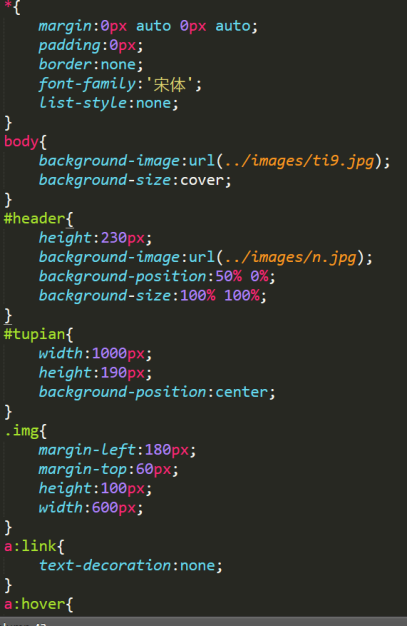 *{
margin:0px auto 0px auto;
padding:0px;
border:none;
font-family:'宋体';
list-style:none;
}
body{
background-image:url(../images/ti9.jpg);
background-size:cover;
}
#header{
height:230px;
background-image:url(../images/n.jpg);
background-position:50% 0%;
background-size:100% 100%;
}
#tupian{
width:1000px;
height:190px;
background-position:center;
}
.img{
margin-left:180px;
margin-top:60px;
height:100px;
width:600px;
}
a:link{
text-decoration:none;
}
a:hover{